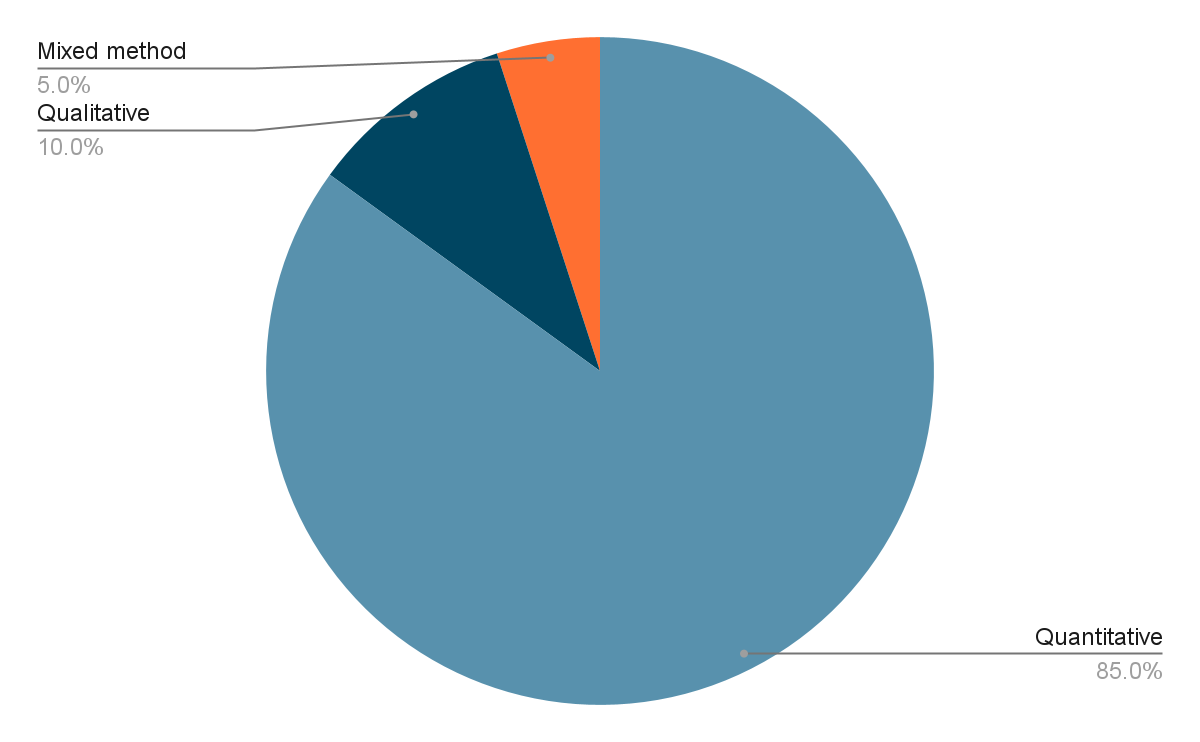 Mixed method
5.0%
Qualitative
10.0%
Quantitative
85.0%